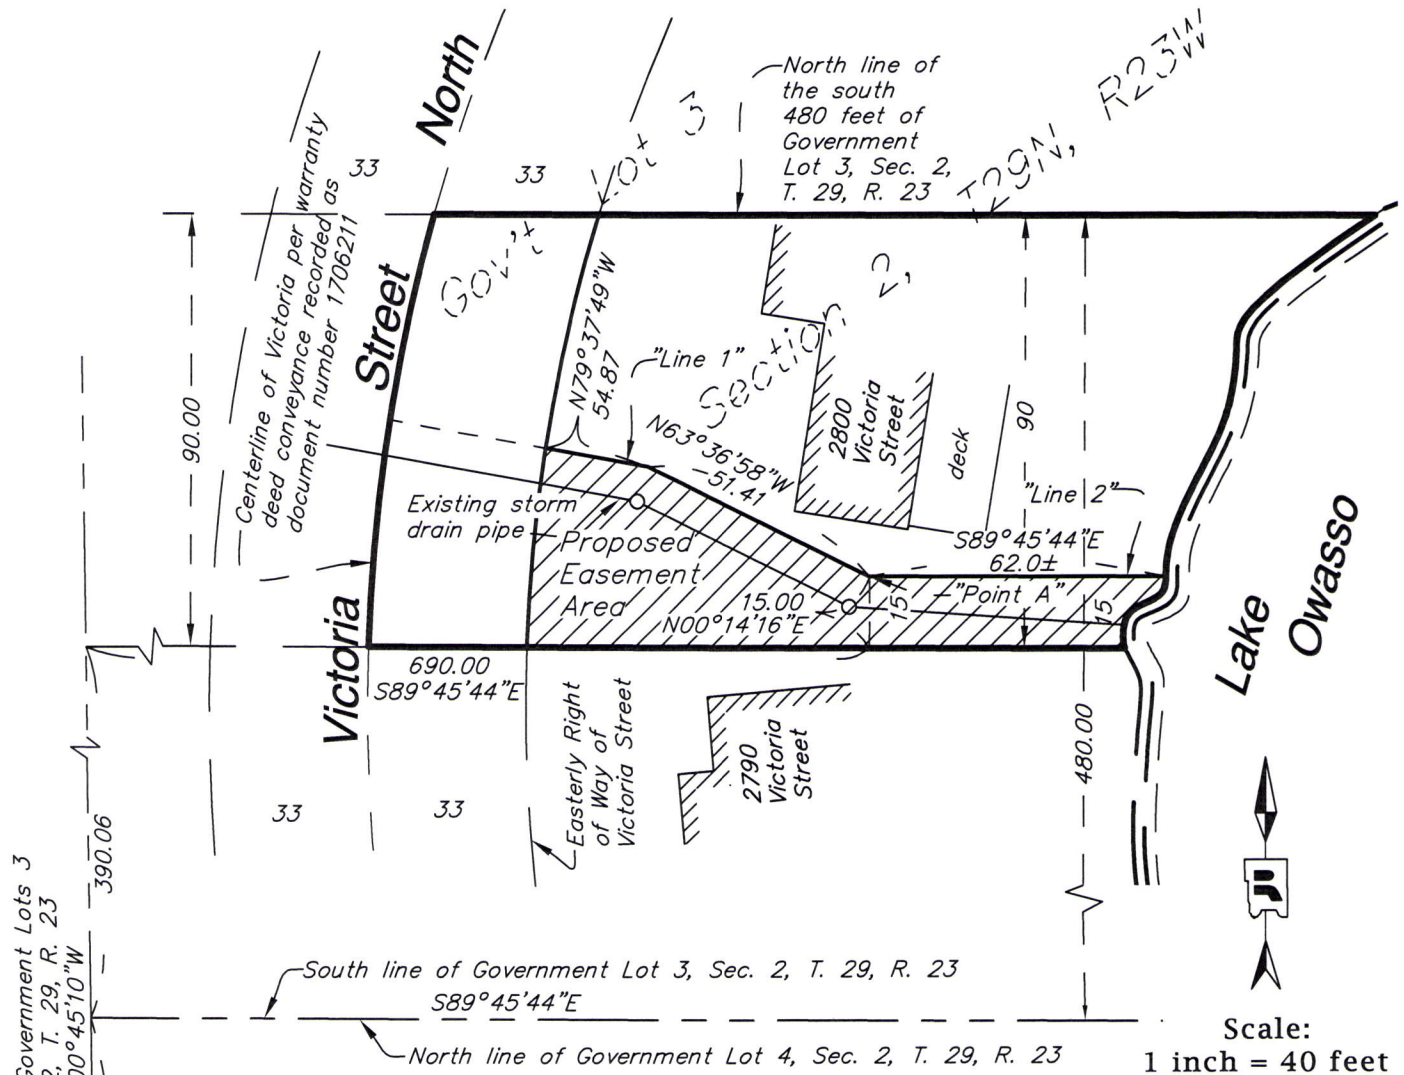 North
33
33
North line of
the south
480 feet of
Government
Lot 3, Sec. 2,
T. 29, R. 23
Gov't Lot 3
Section 2, T29N, R23W
Centerline of Victoria per warranty
deed conveyance recorded as
document number 1706211
Street
90.00
N79°37'49"W
54.87
"Line 1"
N63°36'58"W
51.41
2800
Victoria
Street
deck
90
"Line 2"
S89°45'44"E
62.0±
Existing storm
drain pipe
Proposed
Easement
Area
15.00
N00°14'16"E
15
"Point A"
15
Lake
Owasso
Victoria
690.00
S89°45'44"E
Easterly Right
of Way of
Victoria Street
2790
Victoria
Street
480.00
33
33
390.06
Government Lots 3
T. 29, R. 23
00°45'10"W
South line of Government Lot 3, Sec. 2, T. 29, R. 23
S89°45'44"E
North line of Government Lot 4, Sec. 2, T. 29, R. 23
Scale:
1 inch = 40 feet